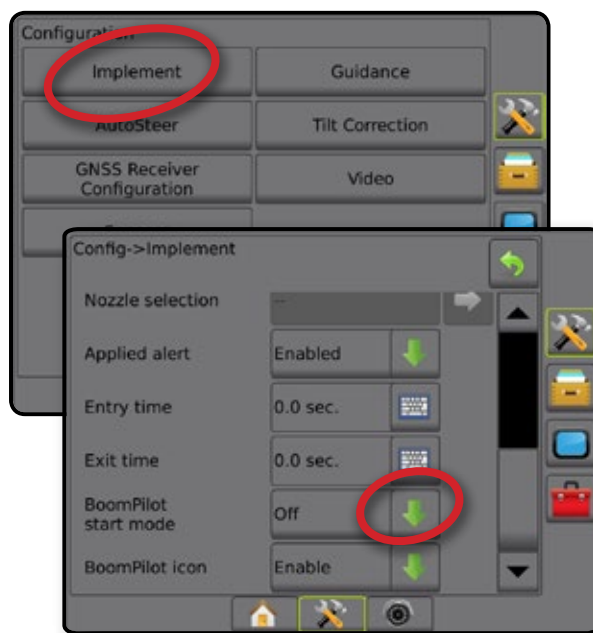 Configuration
Implement
Guidance
AutoSteer
Tilt Correction
GNSS Receiver
Configuration
Video
Config->Implement
Nozzle selection
--
Applied alert
Enabled
Entry time
0.0 sec.
Exit time
0.0 sec.
BoomPilot
start mode
Off
BoomPilot icon
Enable